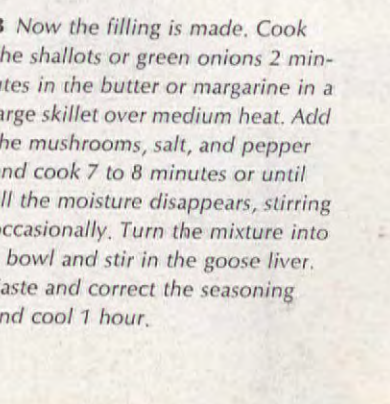 3 Now the filling is made. Cook
he shallots or green onions 2 min-
tes in the butter or margarine in a
arge skillet over medium heat. Add
he mushrooms, salt, and pepper
nd cook 7 to 8 minutes or until
ll the moisture disappears, stirring
ccasionally. Turn the mixture into
bowl and stir in the goose liver.
aste and correct the seasoning
nd cool 1 hour.